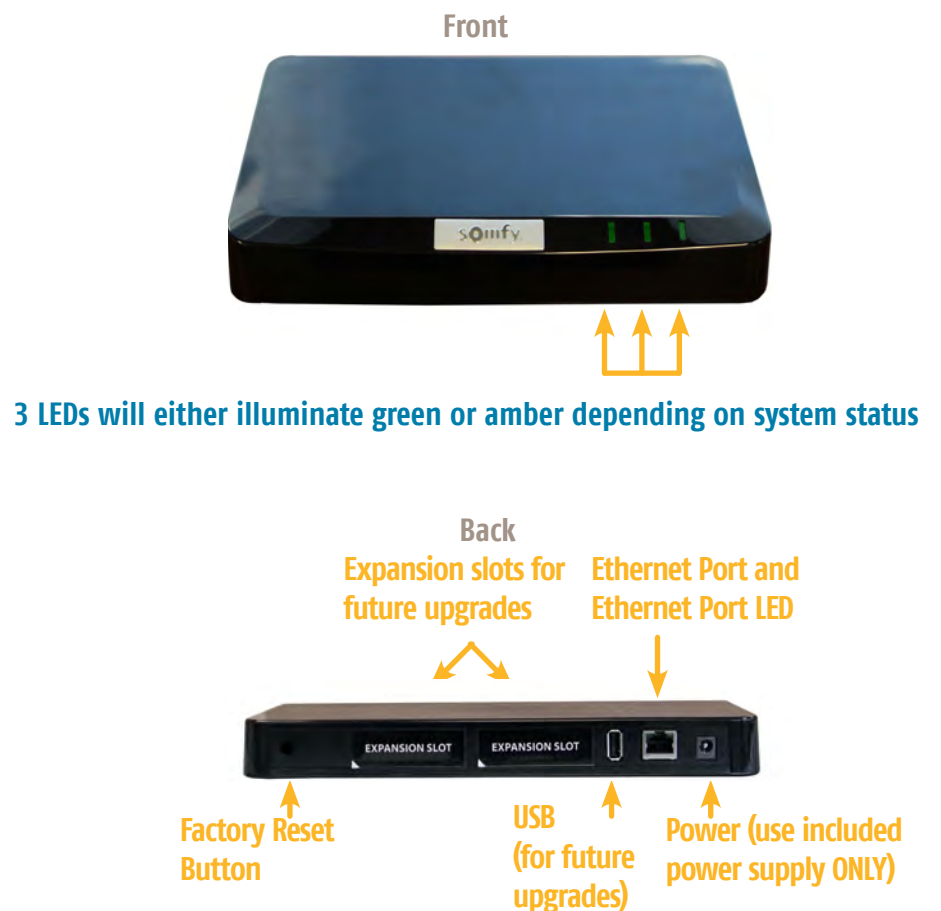 Front
somfy
3 LEDs will either illuminate green or amber depending on system status
Back
Expansion slots for
future upgrades
Ethernet Port and
Ethernet Port LED
EXPANSION SLOT
EXPANSION SLOT
Factory Reset
Button
USB
(for future
upgrades)
Power (use included
power supply ONLY)